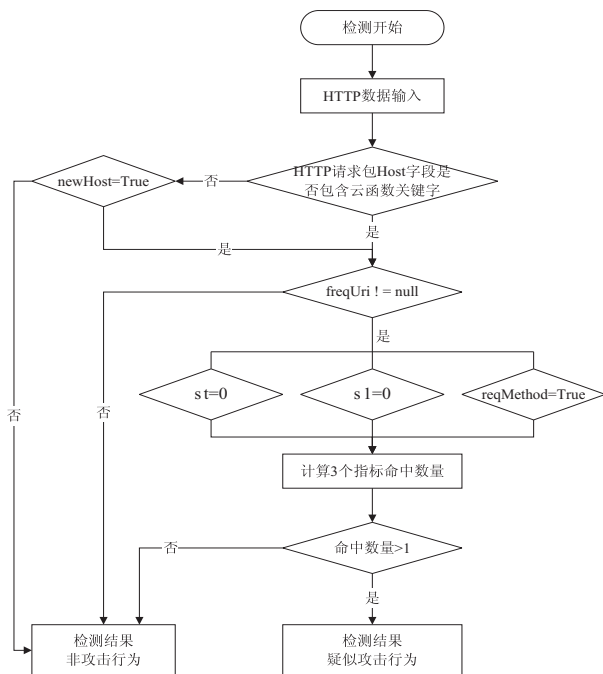 检测开始
HTTP数据输入
HTTP请求包Host字段是
否包含云函数关键字
否
newHost=True
是
是
freqUri ! = null
是
s t=0
s l=0
reqMethod=True
否
否
计算3个指标命中数量
命中数量>1
否
是
检测结果
非攻击行为
检测结果
疑似攻击行为